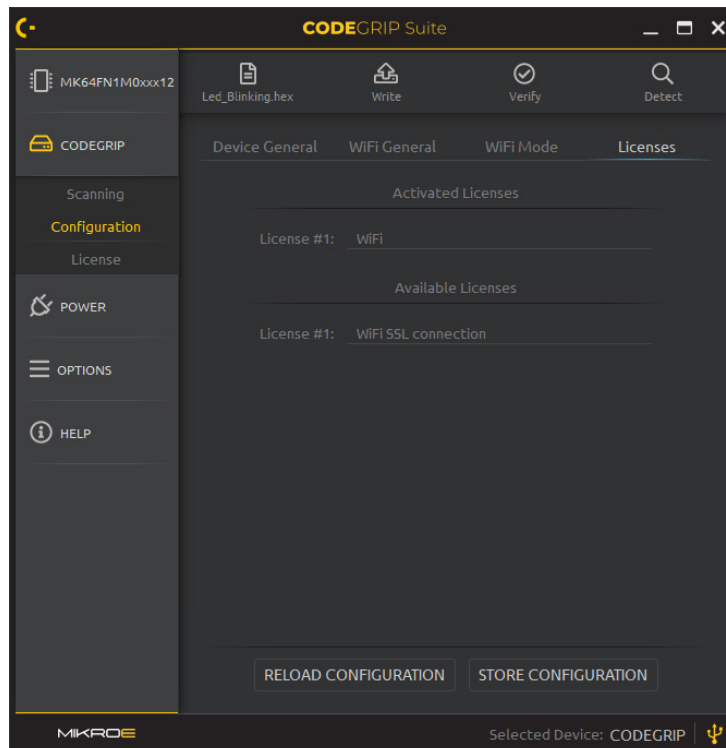 CODEGRIP Suite
MK64FN1M0xxx12
CODEGRIP
Scanning
Configuration
License
POWER
OPTIONS
HELP
Led_Blinking.hex
Write
Verify
Detect
Device General
WiFi General
WiFi Mode
Licenses
Activated Licenses
License #1: WiFi
Available Licenses
License #1: WiFi SSL connection
RELOAD CONFIGURATION
STORE CONFIGURATION
MIKROE
Selected Device: CODEGRIP